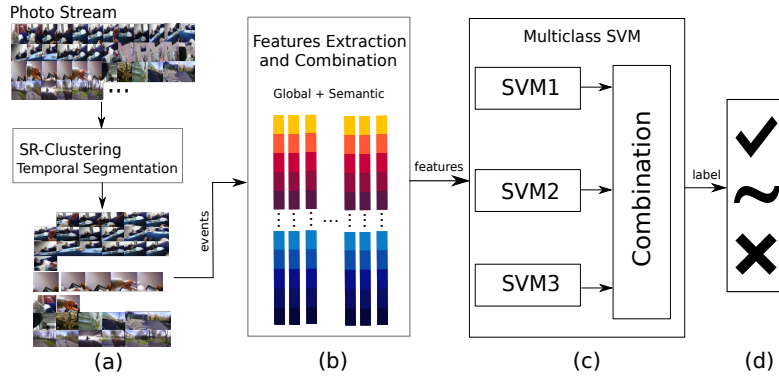 Photo Stream
...
SR-Clustering
Temporal Segmentation
(a)
events
Features Extraction
and Combination
Global + Semantic
...
(b)
features
Multiclass SVM
SVM1
SVM2
SVM3
Combination
(c)
label
(d)